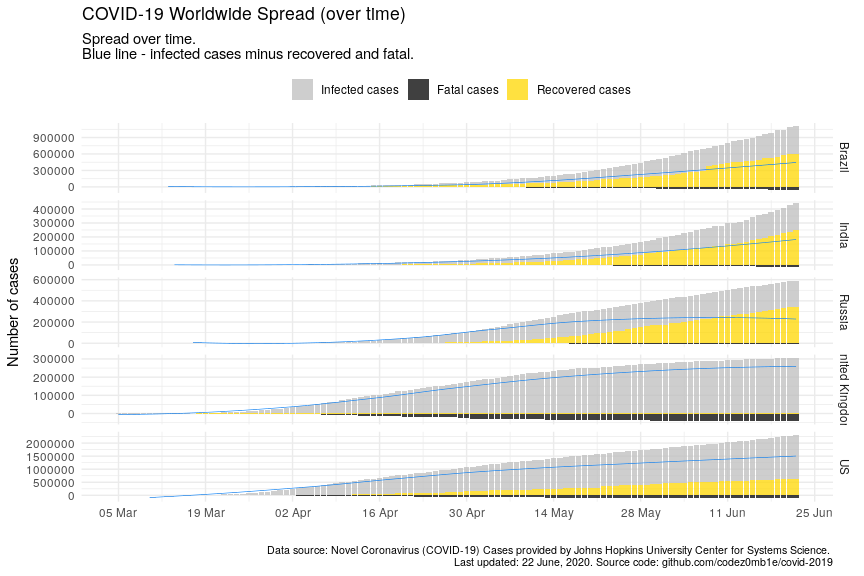 COVID-19 Worldwide Spread (over time)
Spread over time.
Blue line - infected cases minus recovered and fatal.
Infected cases Fatal cases Recovered cases
Number of cases
900000
600000
300000
0
Brazil
400000
300000
200000
100000
0
India
600000
400000
200000
0
Russia
300000
200000
100000
0
nited Kingdo
2000000
1500000
1000000
500000
0
US
05 Mar 19 Mar 02 Apr 16 Apr 30 Apr 14 May 28 May 11 Jun 25 Jun
Data source: Novel Coronavirus (COVID-19) Cases provided by Johns Hopkins University Center for Systems Science.
Last updated: 22 June, 2020. Source code: github.com/codez0mb1e/covid-2019